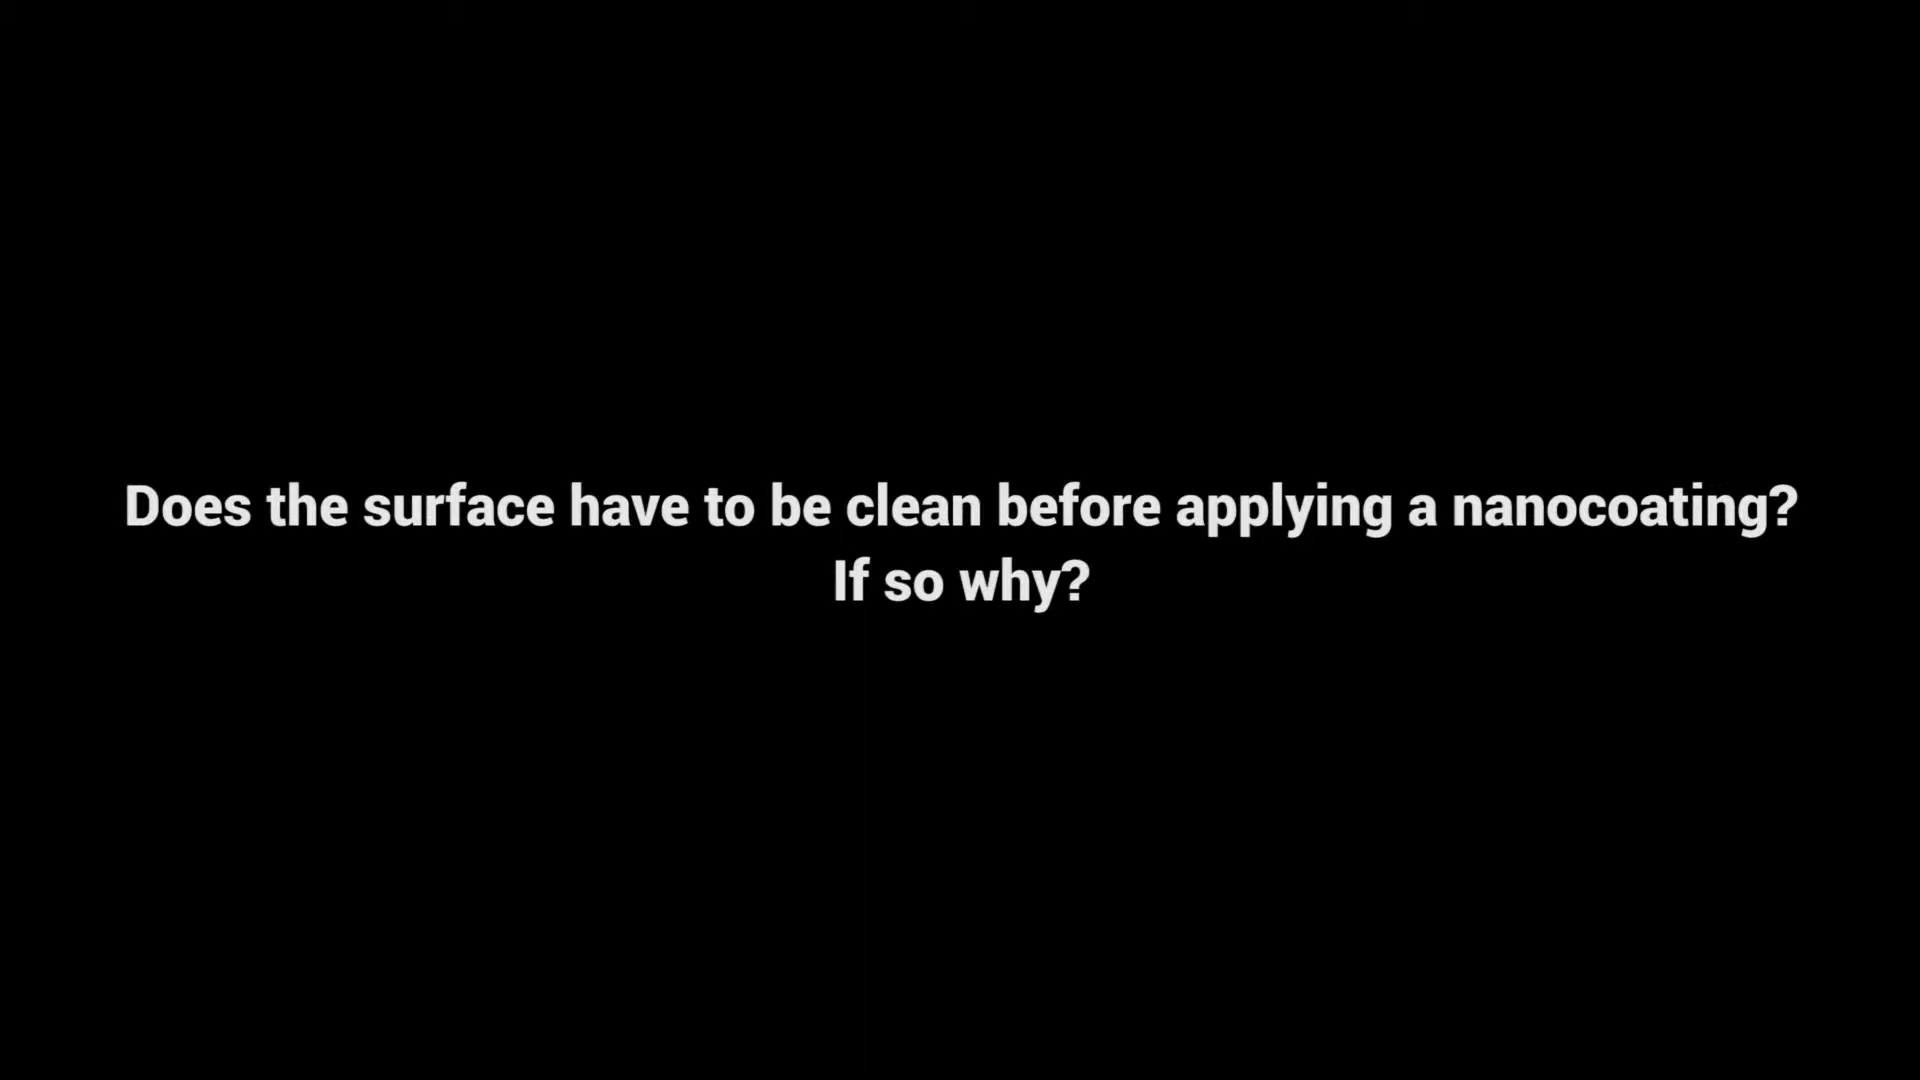 Does the surface have to be clean before applying a nanocoating?
If so why?